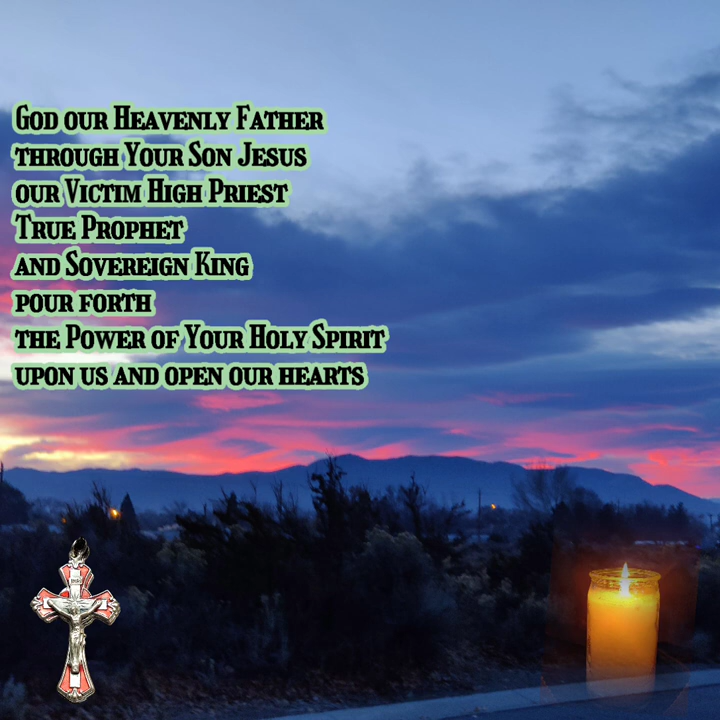 God our Heavenly Father
through Your Son Jesus
our Victim High Priest
True Prophet
and Sovereign King
pour forth
the Power of Your Holy Spirit
upon us and open our hearts